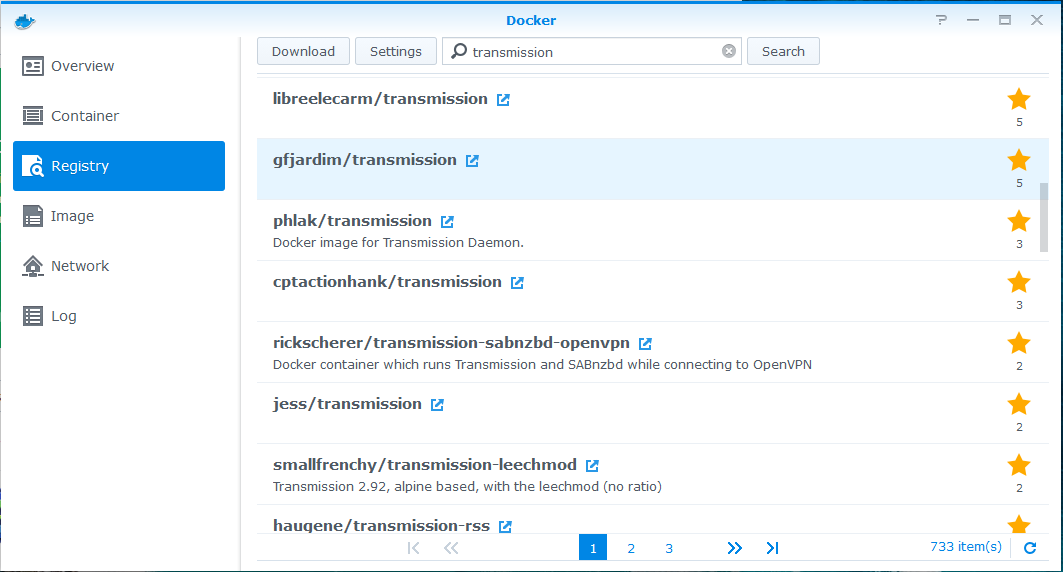 Docker
Overview
Container
Registry
Image
Network
Log
Download Settings transmission Search
libreelecarm/transmission
5
gfjardim/transmission
5
phlak/transmission
Docker image for Transmission Daemon.
3
cptactionhank/transmission
3
rickscherer/transmission-sabnzbd-openvpn
Docker container which runs Transmission and SABnzbd while connecting to OpenVPN
2
jess/transmission
2
smallfrenchy/transmission-leechmod
Transmission 2.92, alpine based, with the leechmod (no ratio)
2
haugene/transmission-rss
1 2 3 733 item(s)